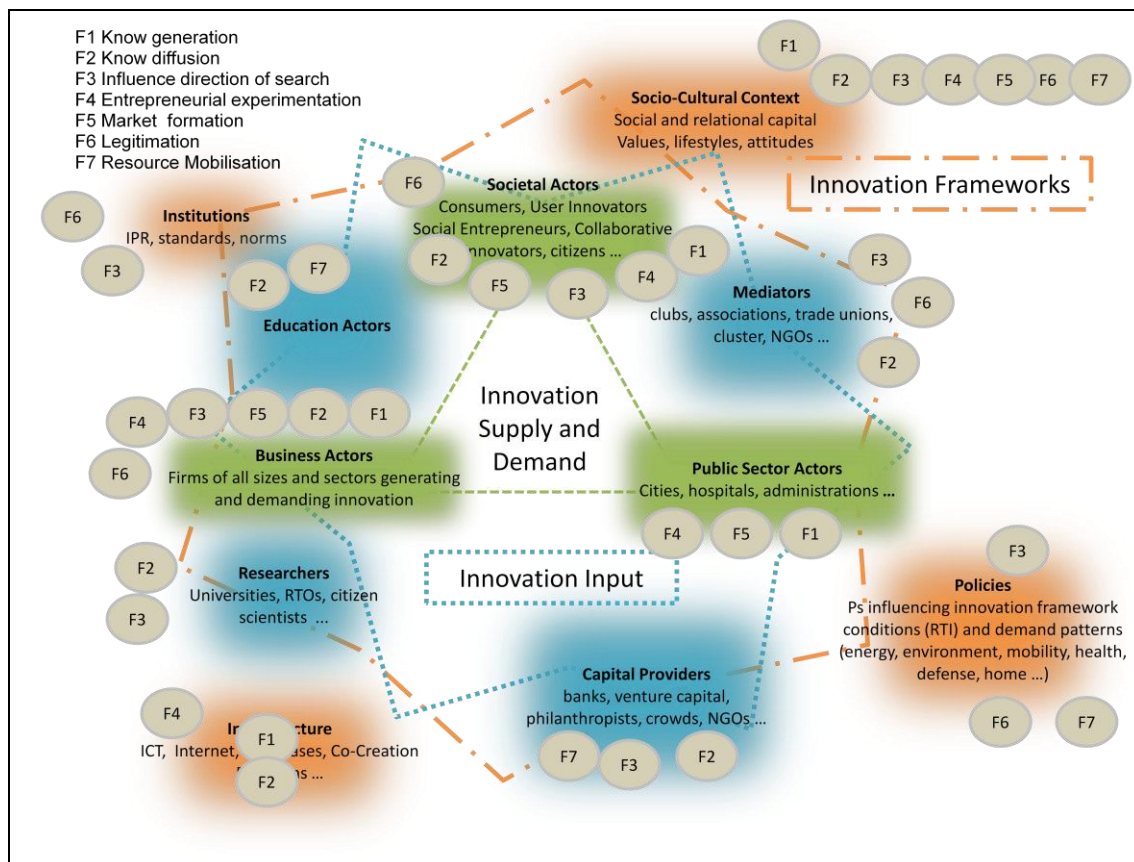 F1 Know generation
F2 Know diffusion
F3 Influence direction of search
F4 Entrepreneurial experimentation
F5 Market formation
F6 Legitimation
F7 Resource Mobilisation
F1
F2 F3 F4 F5 F6 F7
Socio-Cultural Context
Social and relational capital
Values, lifestyles, attitudes
Innovation Frameworks
F6
F3
Institutions
IPR, standards, norms
F6
Societal Actors
Consumers, User Innovators
Social Entrepreneurs, Collaborative
citizens ...
F2
F5
F3
F4
F1
F2
F7
Education Actors
Mediators
clubs, associations, trade unions,
cluster, NGOs ...
F3
F6
F2
Innovation
Supply and
Demand
F4 F3 F5 F2 F1
F6
Business Actors
Firms of all sizes and sectors generating
and demanding innovation
Public Sector Actors
Cities, hospitals, administrations ...
F4 F5 F1
Innovation Input
F2
F3
Researchers
Universities, RTOs, citizen
scientists ...
F3
Policies
Ps influencing innovation framework
conditions (RTI) and demand patterns
(energy, environment, mobility, health,
defense, home ...)
F6 F7
Capital Providers
banks, venture capital,
philanthropists, crowds, NGOs ...
F7 F3 F2
F4
F1
ICT, Internet, Co-Creation
F2
...